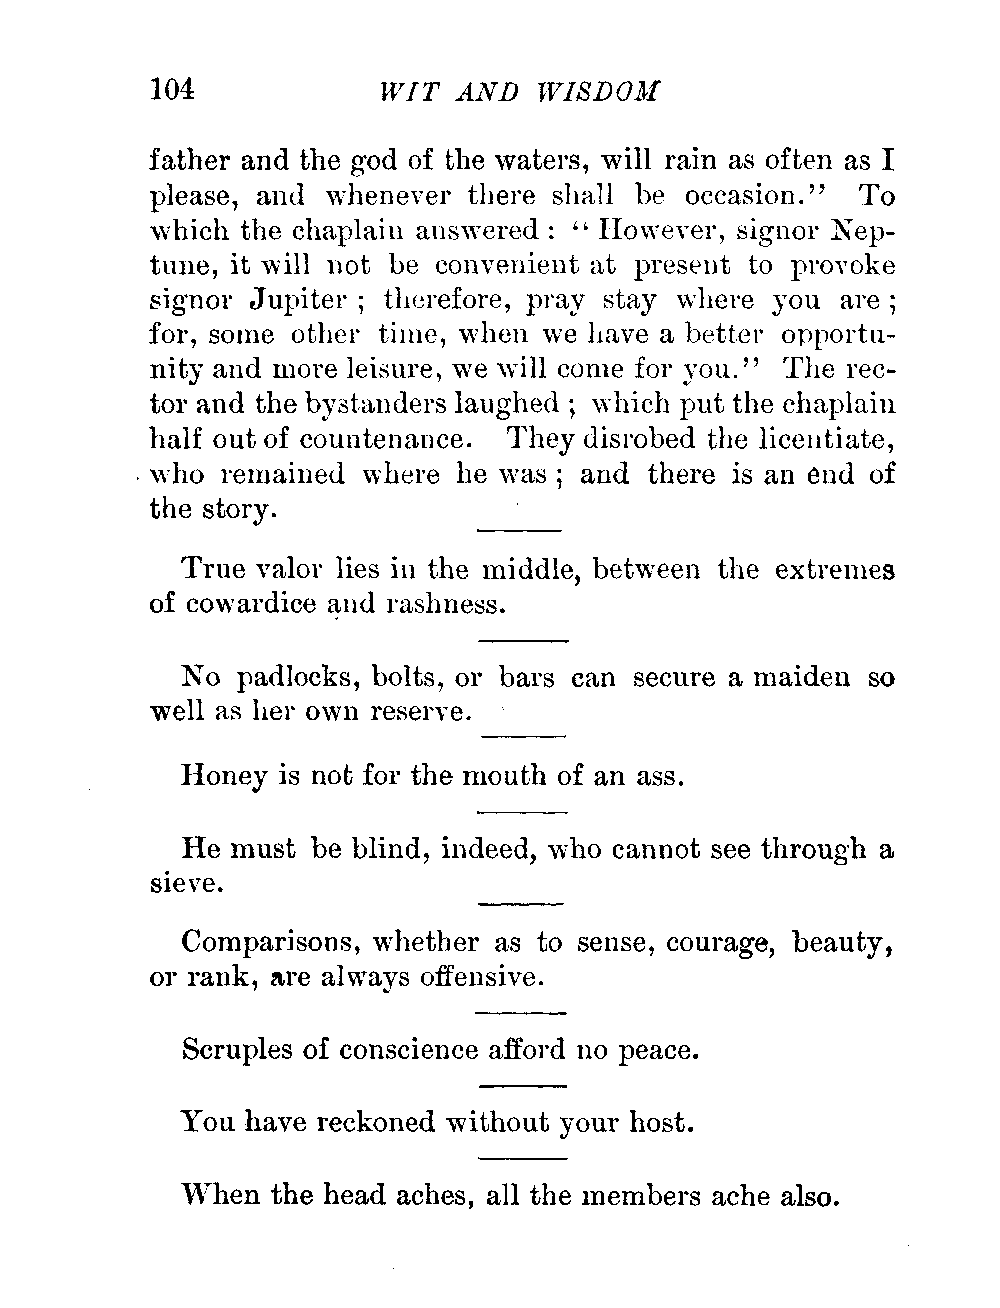 104 WIT AND WISDOM
father and the god of the waters, will rain as often as I
please, and whenever there shall be occasion.” To
which the chaplain answered : “ However, signor Nep-
tune, it will not be convenient at present to provoke
signor Jupiter ; therefore, pray stay where you are ;
for, some other time, when we have a better opportu-
nity and more leisure, we will come for you.” The rec-
tor and the bystanders laughed ; which put the chaplain
half out of countenance. They disrobed the licentiate,
who remained where he was ; and there is an end of
the story.
True valor lies in the middle, between the extremes
of cowardice and rashness.
No padlocks, bolts, or bars can secure a maiden so
well as her own reserve.
Honey is not for the mouth of an ass.
He must be blind, indeed, who cannot see through a
sieve.
Comparisons, whether as to sense, courage, beauty,
or rank, are always offensive.
Scruples of conscience afford no peace.
You have reckoned without your host.
When the head aches, all the members ache also.